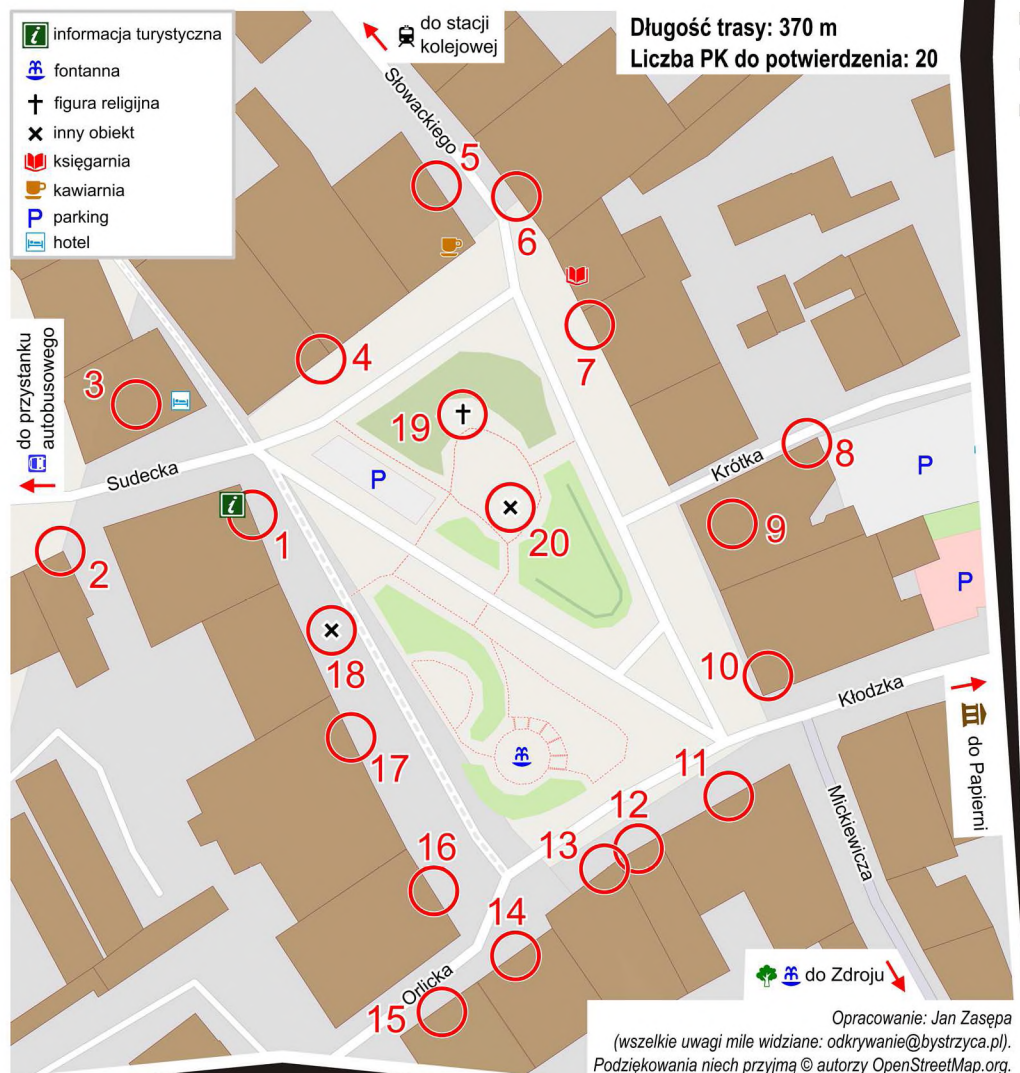 i informacja turystyczna
fontanna
figura religijna
inny obiekt
księgarnia
kawiarnia
P parking
hotel
do stacji
kolejowej
Długość trasy: 370 m
Liczba PK do potwierdzenia: 20
Słowackiego
5
6
7
4
3
do przystanku
autobusowego
Sudecka
19
P
Krótka
8
P
i
1
2
20
9
P
18
10
Kłodzka
do Papierni
17
11
Mickiewicza
12
13
16
14
Orlicka
15
do Zdroju
Opracowanie: Jan Zasępa
(wszelkie uwagi mile widziane: odkrywanie@bystrzyca.pl).
Podziękowania niech przyjmą © autorzy OpenStreetMap.org.